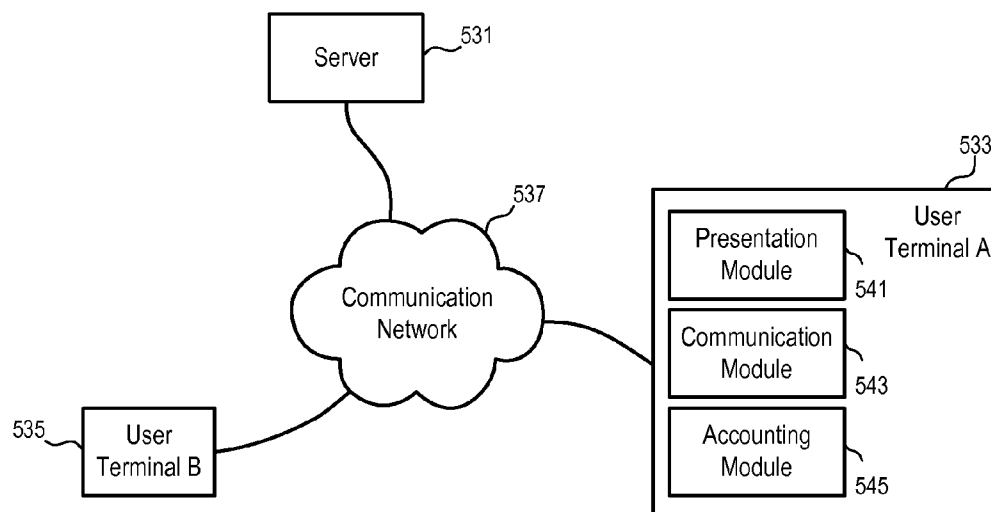 Server
531
537
Communication
Network
533
User
Terminal A
Presentation
Module
541
Communication
Module
543
Accounting
Module
545
535
User
Terminal B